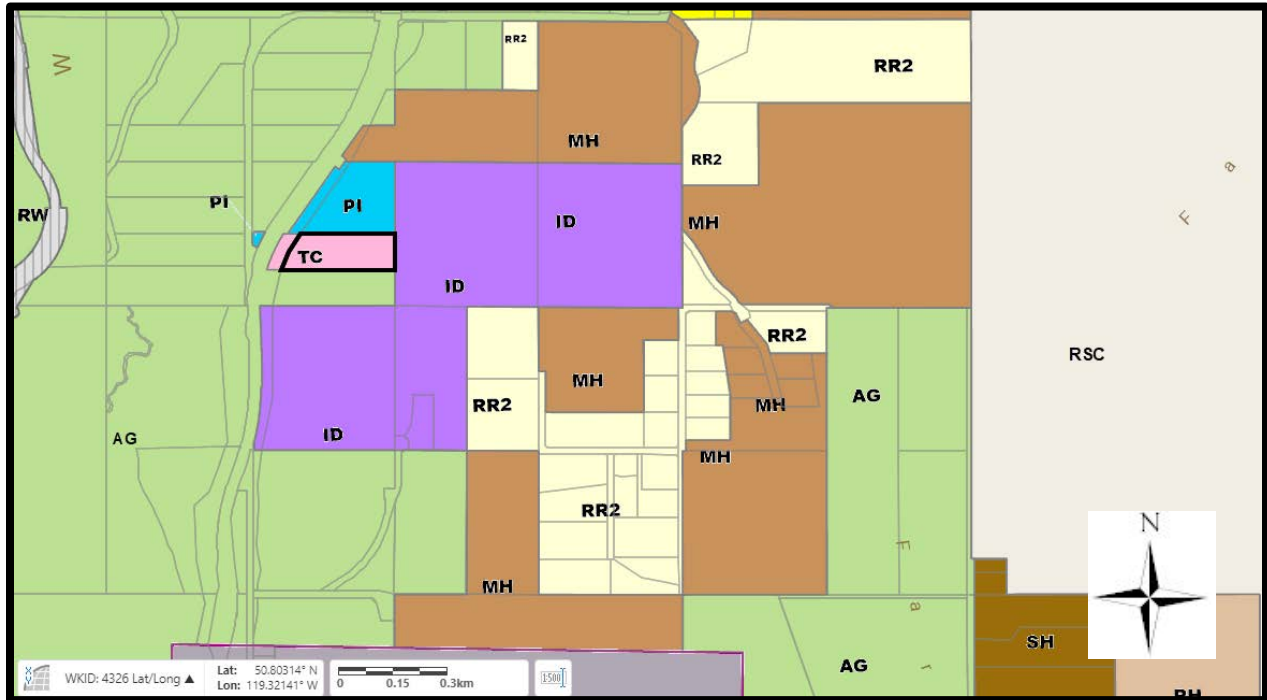 W
RR2
RR2
MH
RR2
a
PI
PI
RW
ID
MH
F
TC
ID
RR2
RSC
MH
AG
RR2
MH
AG
ID
MH
RR2
N
F
MH
a
SH
AG
r
WKID: 4326 Lat/Long ▲
Lat: 50.80314° N
Lon: 119.32141° W
0 0.15 0.3km
1:500